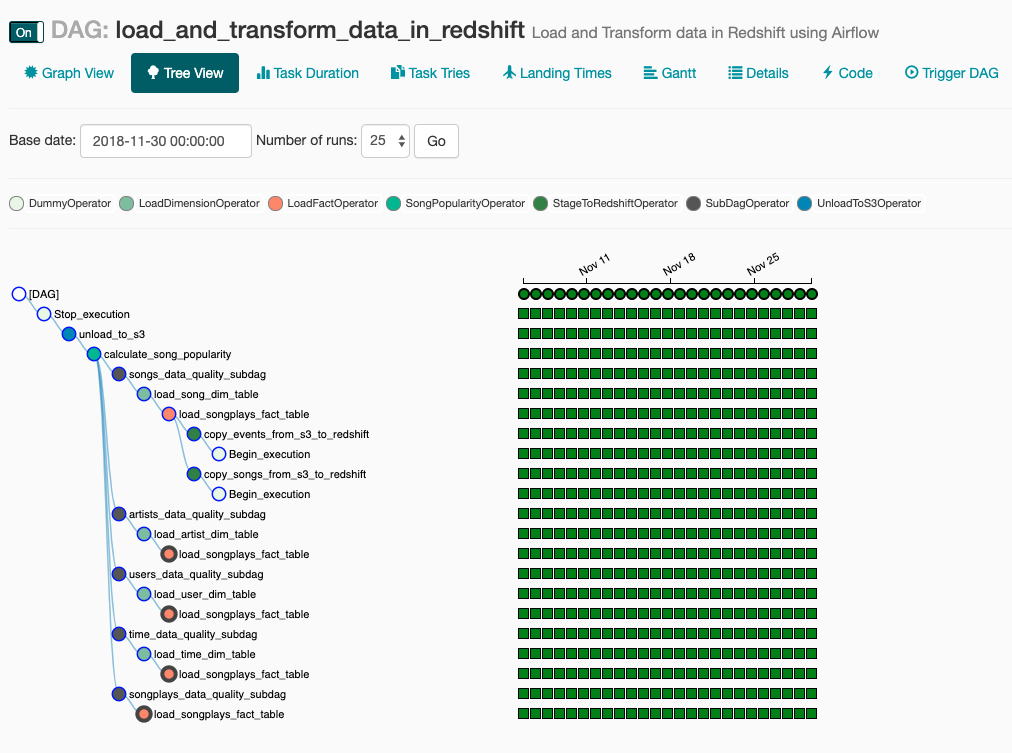 On DAG: load_and_transform_data_in_redshift Load and Transform data in Redshift using Airflow
Graph View Tree View Task Duration Task Tries Landing Times Gantt Details Code Trigger DAG
Base date: 2018-11-30 00:00:00 Number of runs: 25 Go
DummyOperator LoadDimensionOperator LoadFactOperator SongPopularityOperator StageToRedshiftOperator SubDagOperator UnloadToS3Operator
Nov 11 Nov 18 Nov 25
[DAG]
Stop_execution
unload_to_s3
calculate_song_popularity
songs_data_quality_subdag
load_song_dim_table
load_songplays_fact_table
copy_events_from_s3_to_redshift
Begin_execution
copy_songs_from_s3_to_redshift
Begin_execution
artists_data_quality_subdag
load_artist_dim_table
load_songplays_fact_table
users_data_quality_subdag
load_user_dim_table
load_songplays_fact_table
time_data_quality_subdag
load_time_dim_table
load_songplays_fact_table
songplays_data_quality_subdag
load_songplays_fact_table